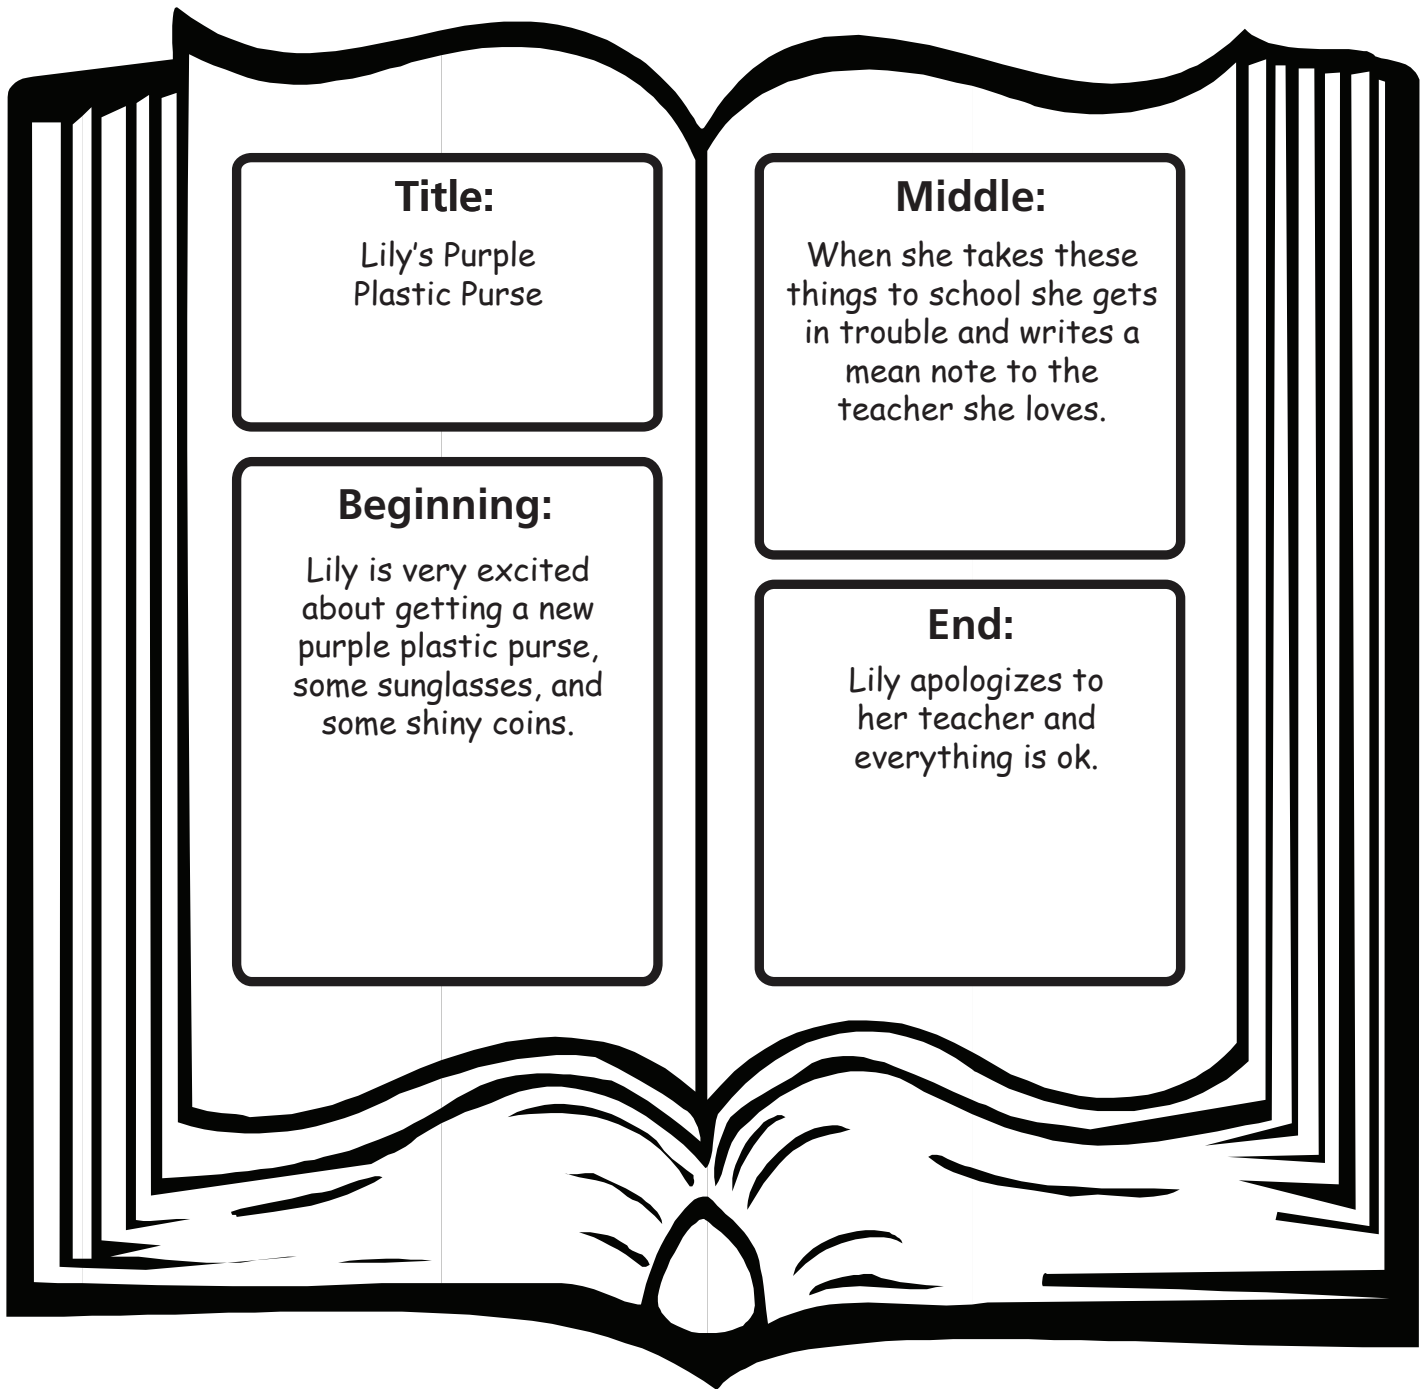 Title:
Lily's Purple
Plastic Purse
Beginning:
Lily is very excited
about getting a new
purple plastic purse,
some sunglasses, and
some shiny coins.
Middle:
When she takes these
things to school she gets
in trouble and writes a
mean note to the
teacher she loves.
End:
Lily apologizes to
her teacher and
everything is ok.